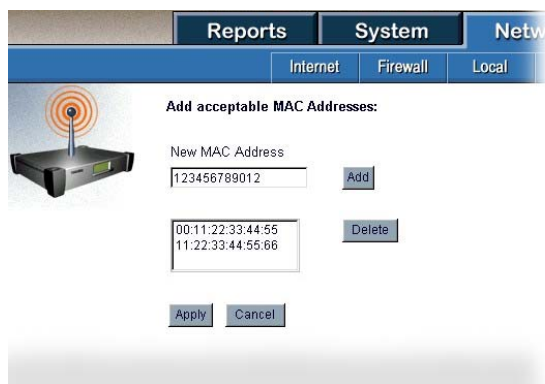 Reports System
Internet Firewall Local
Add acceptable MAC Addresses:
New MAC Address
123456789012 Add
00:11:22:33:44:55 Delete
11:22:33:44:55:66
Apply Cancel